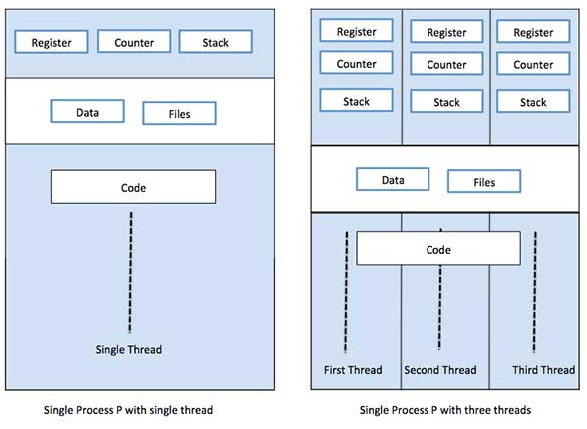 Register Counter Stack
Data Files
Code
Single Thread
Single Process P with single thread
Register Register Register
Counter Counter Counter
Stack Stack Stack
Data Files
Code
First Thread Second Thread Third Thread
Single Process P with three threads